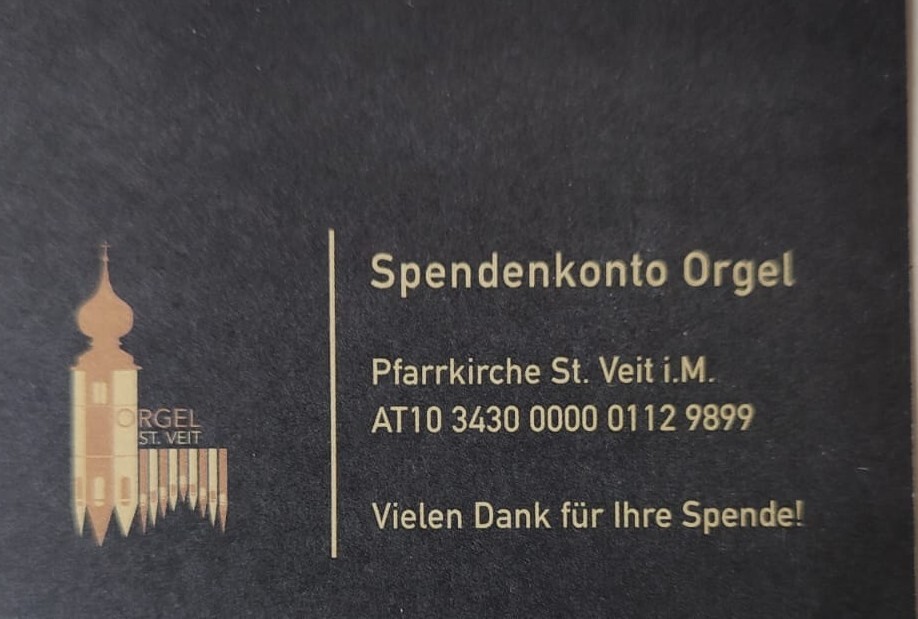 ORGEL
ST. VEIT
Spendenkonto Orgel
Pfarrkirche St. Veit i.M.
AT10 3430 0000 0112 9899
Vielen Dank für Ihre Spende!